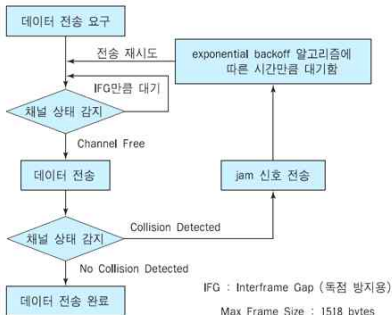 데이터 전송 요구
전송 재시도
exponential backoff 알고리즘에
따른 시간만큼 대기함
IFG만큼 대기
채널 상태 감지
Channel Free
데이터 전송
jam 신호 전송
Collision Detected
채널 상태 감지
No Collision Detected
IFG : Interframe Gap (독점 방지용)
데이터 전송 완료
Max Frame Size : 1518 bytes